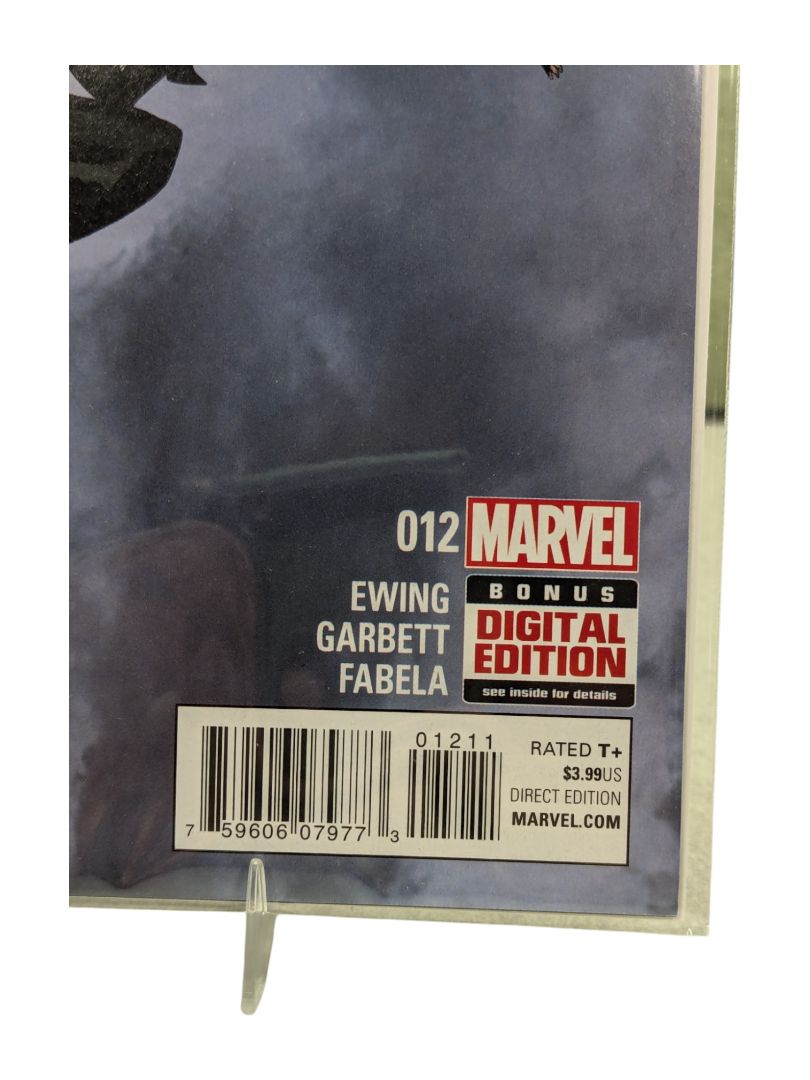 012 MARVEL
EWING
GARBETT
FABELA
BONUS
DIGITAL
EDITION
see inside for details
01211
7 59606 07977 3
RATED T+
$3.99US
DIRECT EDITION
MARVEL.COM